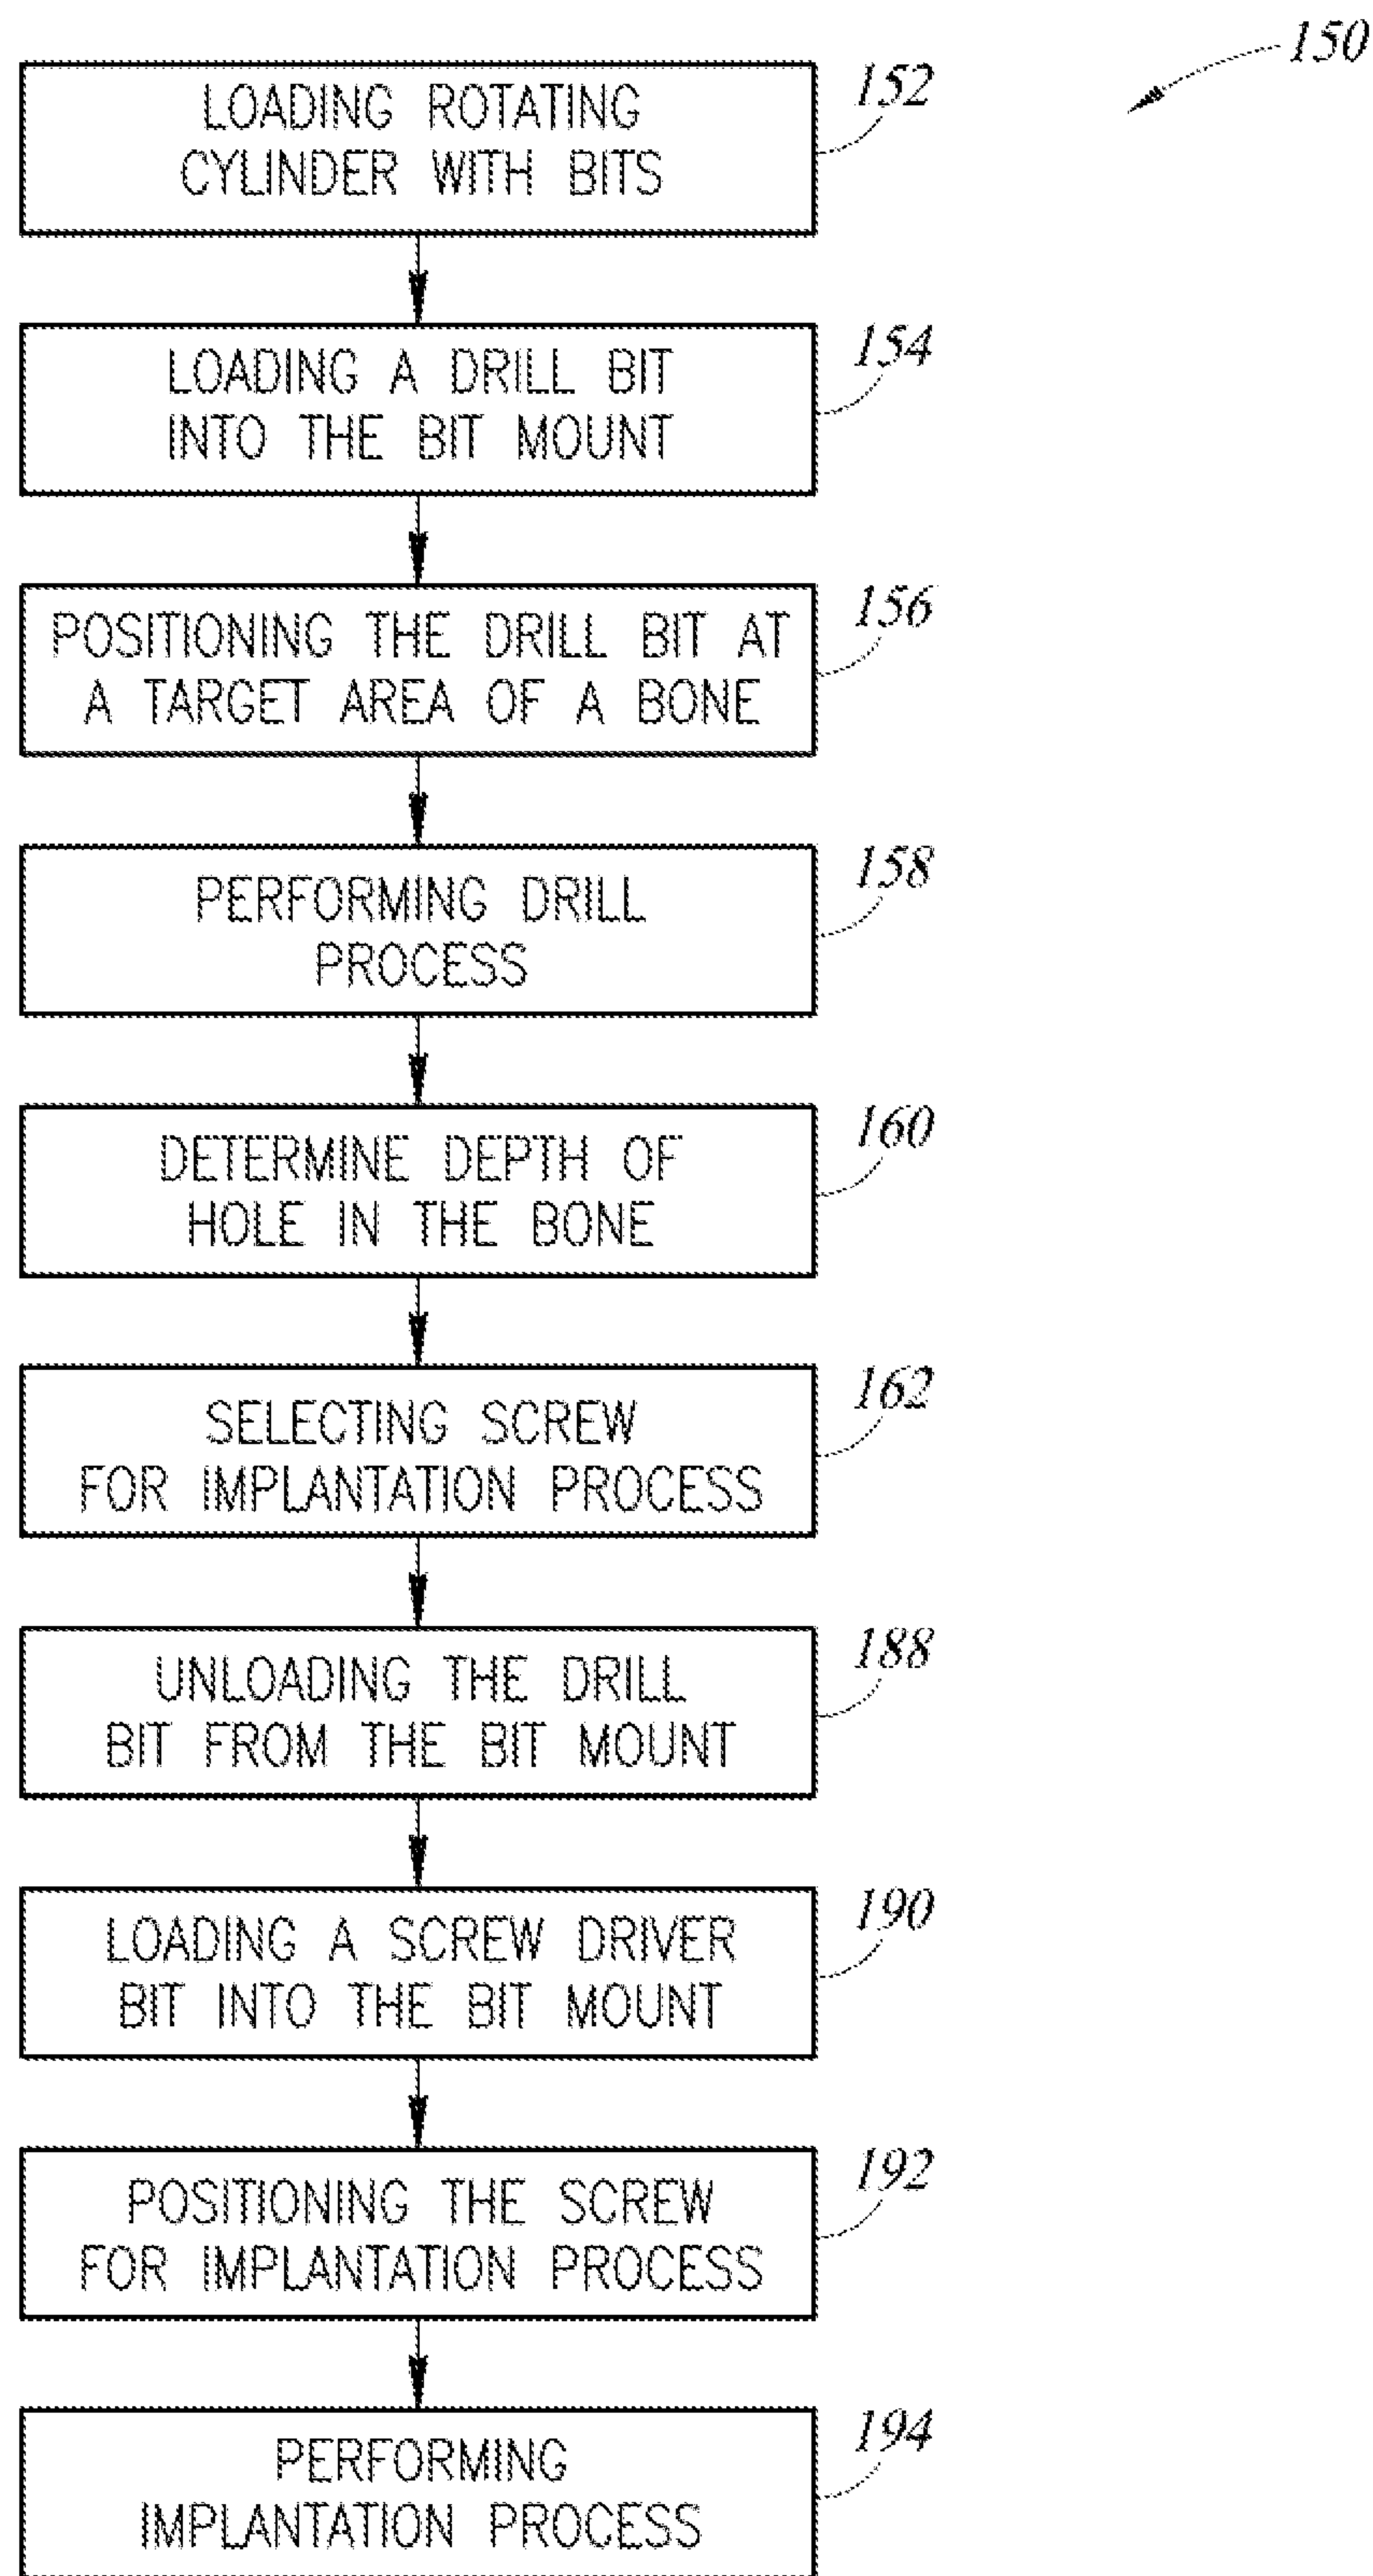 150
LOADING ROTATING
CYLINDER WITH BITS
152
LOADING A DRILL BIT
INTO THE BIT MOUNT
154
POSITIONING THE DRILL BIT AT
A TARGET AREA OF A BONE
156
PERFORMING DRILL
PROCESS
158
DETERMINE DEPTH OF
HOLE IN THE BONE
160
SELECTING SCREW
FOR IMPLANTATION PROCESS
162
UNLOADING THE DRILL
BIT FROM THE BIT MOUNT
188
LOADING A SCREW DRIVER
BIT INTO THE BIT MOUNT
190
POSITIONING THE SCREW
FOR IMPLANTATION PROCESS
192
PERFORMING
IMPLANTATION PROCESS
194